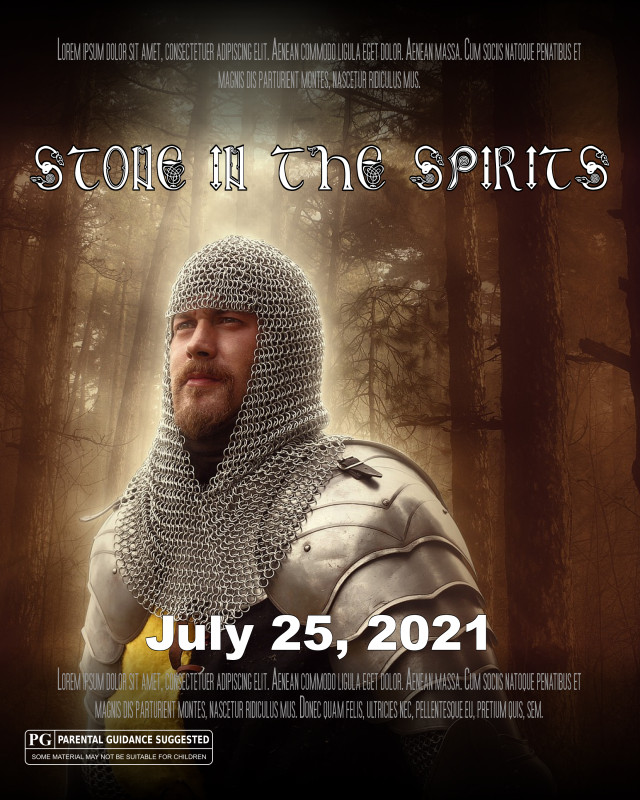 Lorem ipsum dolor sit amet, consectetuer adipiscing elit. Aenean commodo ligula eget dolor. Aenean massa. Cum sociis natoque penatibus et
magnis dis parturient montes, nascetur ridiculus mus.
STONE IN THE SPIRITS
July 25, 2021
Lorem ipsum dolor sit amet, consectetuer adipiscing elit. Aenean commodo ligula eget dolor. Aenean massa. Cum sociis natoque penatibus et
magnis dis parturient montes, nascetur ridiculus mus. Donec quam felis, ultricies nec, pellentesque eu, pretium quis, sem.
PG PARENTAL GUIDANCE SUGGESTED
SOME MATERIAL MAY NOT BE SUITABLE FOR CHILDREN